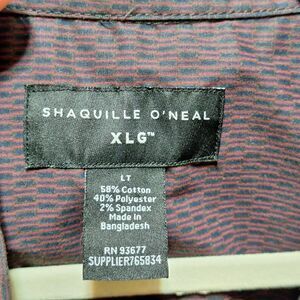 SHAQUILLE O'NEAL
XLG™
LT
58% Cotton
40% Polyester
2% Spandex
Made in
Bangladesh
RN 93677
SUPPLIER765834